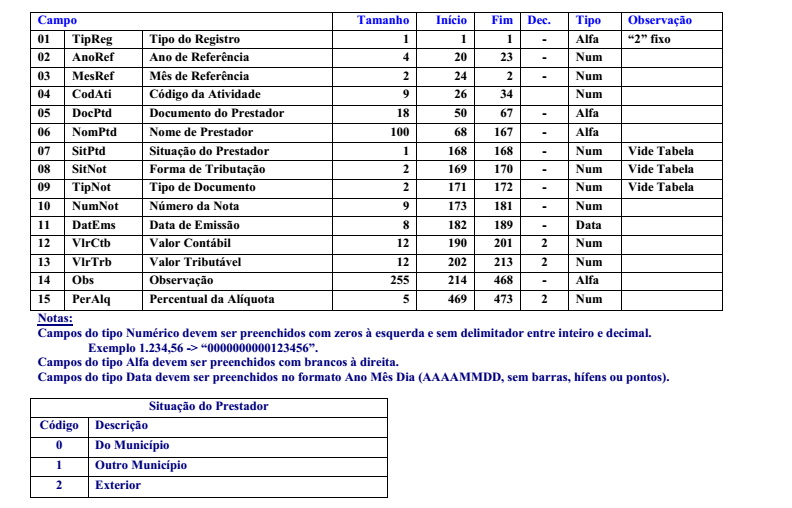 Campo Tamanho Início Fim Dec. Tipo Observação
01 TipReg Tipo do Registro 1 1 1 - Alfa “2” fixo
02 AnoRef Ano de Referência 4 20 23 - Num
03 MesRef Mês de Referência 2 24 2 - Num
04 CodAti Código da Atividade 9 26 34 Num
05 DocPtd Documento do Prestador 18 50 67 - Alfa
06 NomPtd Nome de Prestador 100 68 167 - Alfa
07 SitPtd Situação do Prestador 1 168 168 - Num Vide Tabela
08 SitNot Forma de Tributação 2 169 170 - Num Vide Tabela
09 TipNot Tipo de Documento 2 171 172 - Num Vide Tabela
10 NumNot Número da Nota 9 173 181 - Num
11 DatEms Data de Emissão 8 182 189 - Data
12 VlrCtb Valor Contábil 12 190 201 2 Num
13 VlrTrb Valor Tributável 12 202 213 2 Num
14 Obs Observação 255 214 468 - Alfa
15 PerAlq Percentual da Alíquota 5 469 473 2 Num
Notas:
Campos do tipo Numérico devem ser preenchidos com zeros à esquerda e sem delimitador entre inteiro e decimal.
Exemplo 1.234,56 -> “0000000000123456”.
Campos do tipo Alfa devem ser preenchidos com brancos à direita.
Campos do tipo Data devem ser preenchidos no formato Ano Mês Dia (AAAAMMDD, sem barras, hífens ou pontos).
Situação do Prestador
Código Descrição
0 Do Município
1 Outro Município
2 Exterior